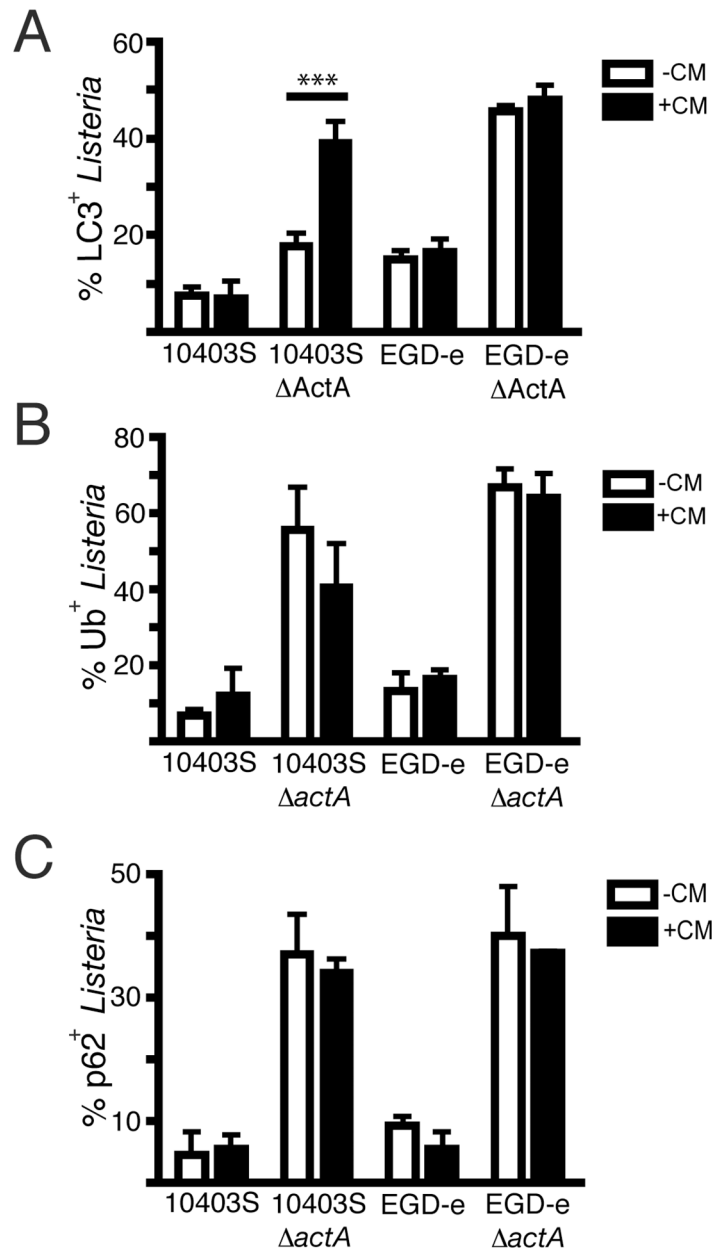 A
% LC3+ Listeria
60
40
20
***
-CM
+CM
10403S
10403S
ΔActA
EGD-e
EGD-e
ΔActA
B
% Ub+ Listeria
80
60
40
20
-CM
+CM
10403S
10403S
ΔactA
EGD-e
EGD-e
ΔactA
C
% p62+ Listeria
50
30
10
-CM
+CM
10403S
10403S
ΔactA
EGD-e
EGD-e
ΔactA